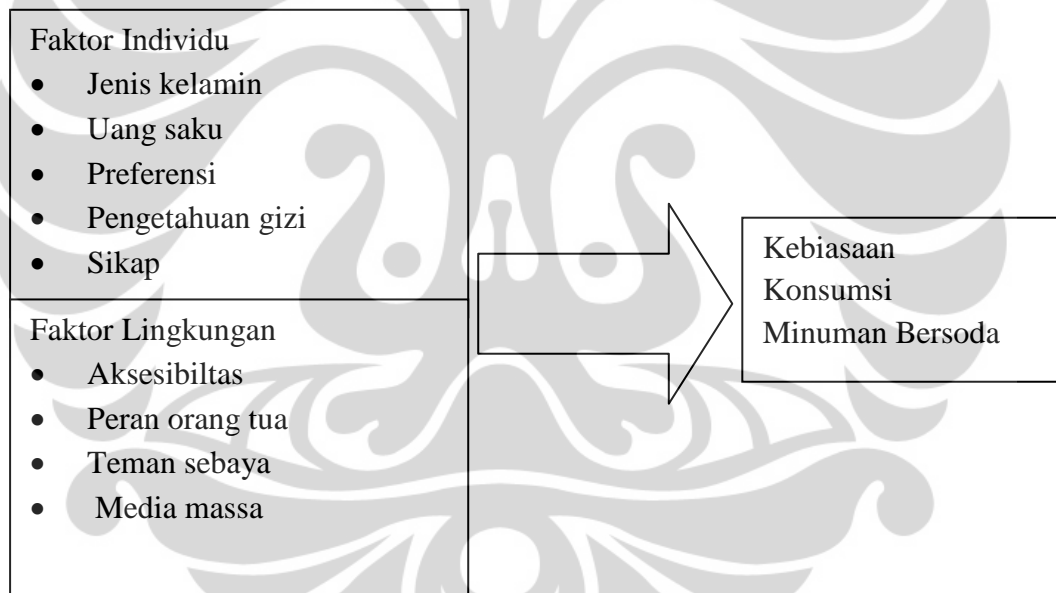 Faktor Individu
• Jenis kelamin
• Uang saku
• Preferensi
• Pengetahuan gizi
• Sikap
Faktor Lingkungan
• Aksesibiltas
• Peran orang tua
• Teman sebaya
• Media massa
Kebiasaan
Konsumsi
Minuman Bersoda